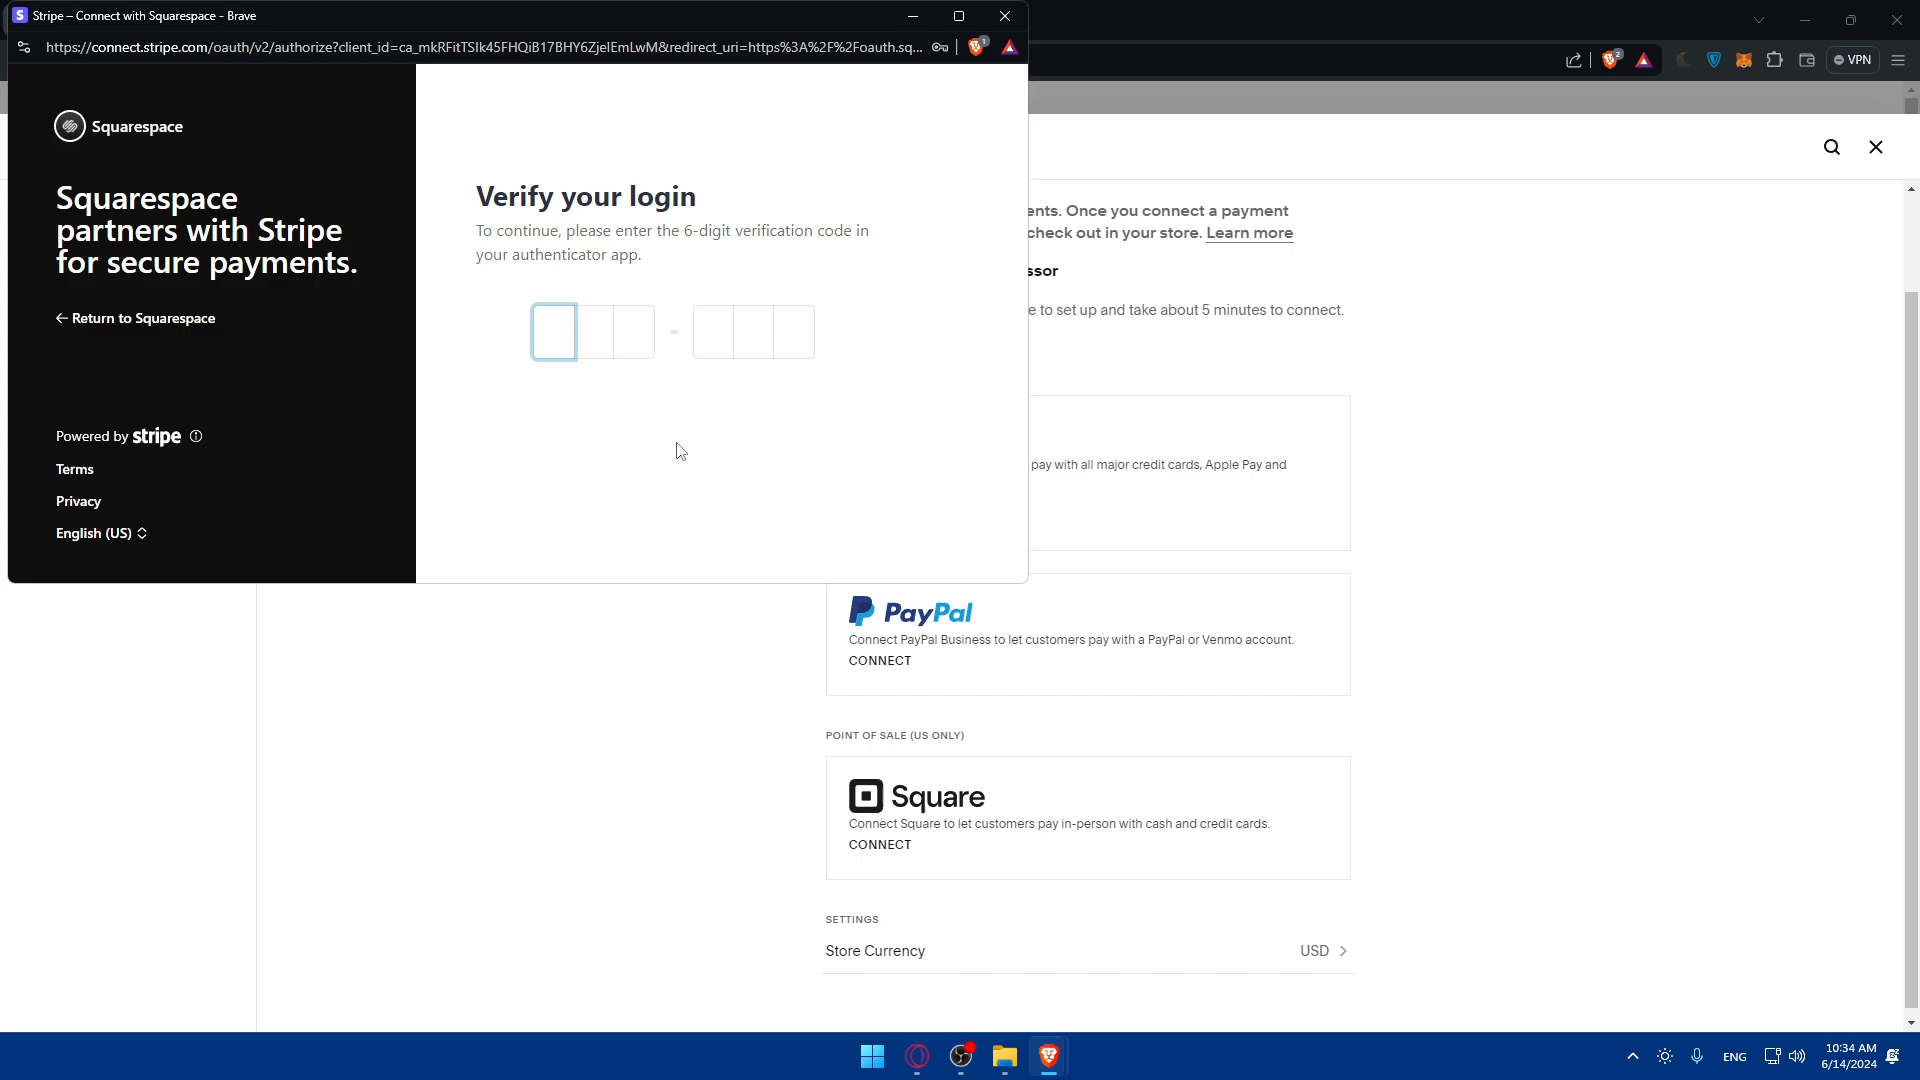 Stripe – Connect with Squarespace - Brave
https://connect.stripe.com/oauth/v2/authorize?client_id=ca_mkRFitTSIk45FHQiB17BHY6ZjelEmLwM&redirect_uri=https%3A%2F%2Foauth.sq...
1
2
VPN
Squarespace
Squarespace
partners with Stripe
for secure payments.
← Return to Squarespace
Powered by stripe
Terms
Privacy
English (US)
Verify your login
To continue, please enter the 6-digit verification code in
your authenticator app.
-
ents. Once you connect a payment
check out in your store. Learn more
ssor
e to set up and take about 5 minutes to connect.
pay with all major credit cards, Apple Pay and
PayPal
Connect PayPal Business to let customers pay with a PayPal or Venmo account.
CONNECT
POINT OF SALE (US ONLY)
Square
Connect Square to let customers pay in-person with cash and credit cards.
CONNECT
SETTINGS
Store Currency
USD
ENG
10:34 AM
6/14/2024